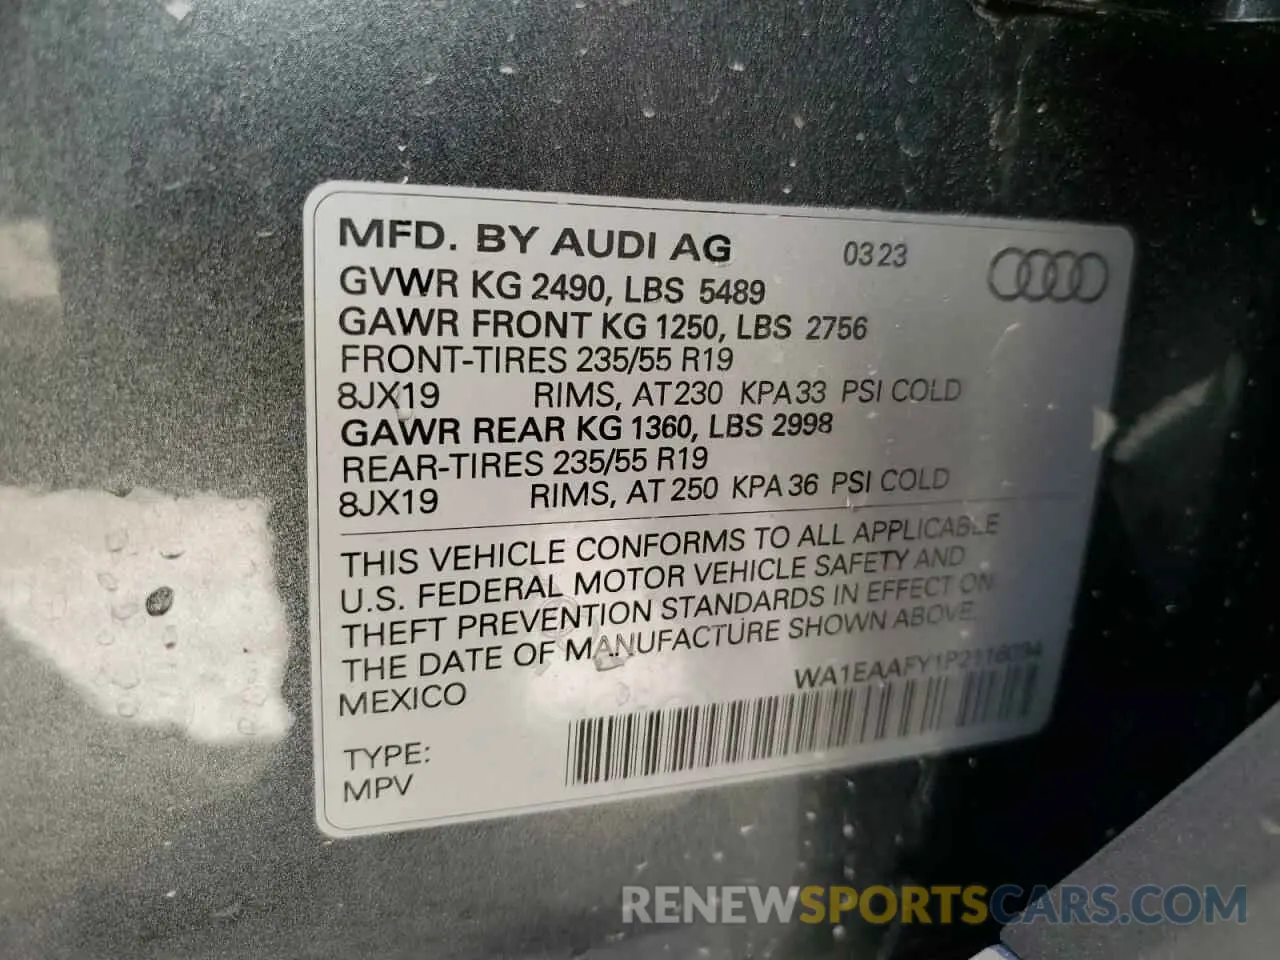 MFD. BY AUDI AG 0323
GVWR KG 2490, LBS 5489
GAWR FRONT KG 1250, LBS 2756
FRONT-TIRES 235/55 R19
8JX19 RIMS, AT 230 KPA 33 PSI COLD
GAWR REAR KG 1360, LBS 2998
REAR-TIRES 235/55 R19
8JX19 RIMS, AT 250 KPA 36 PSI COLD
THIS VEHICLE CONFORMS TO ALL APPLICABLE
U.S. FEDERAL MOTOR VEHICLE SAFETY AND
THEFT PREVENTION STANDARDS IN EFFECT ON
THE DATE OF MANUFACTURE SHOWN ABOVE.
WA1EAAFY1P2116094
MEXICO
TYPE:
MPV
RENEWSPORTSCARS.COM